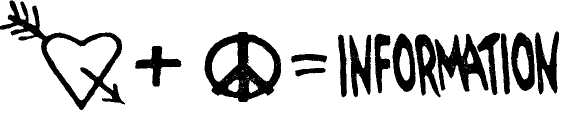 + = INFORMATION